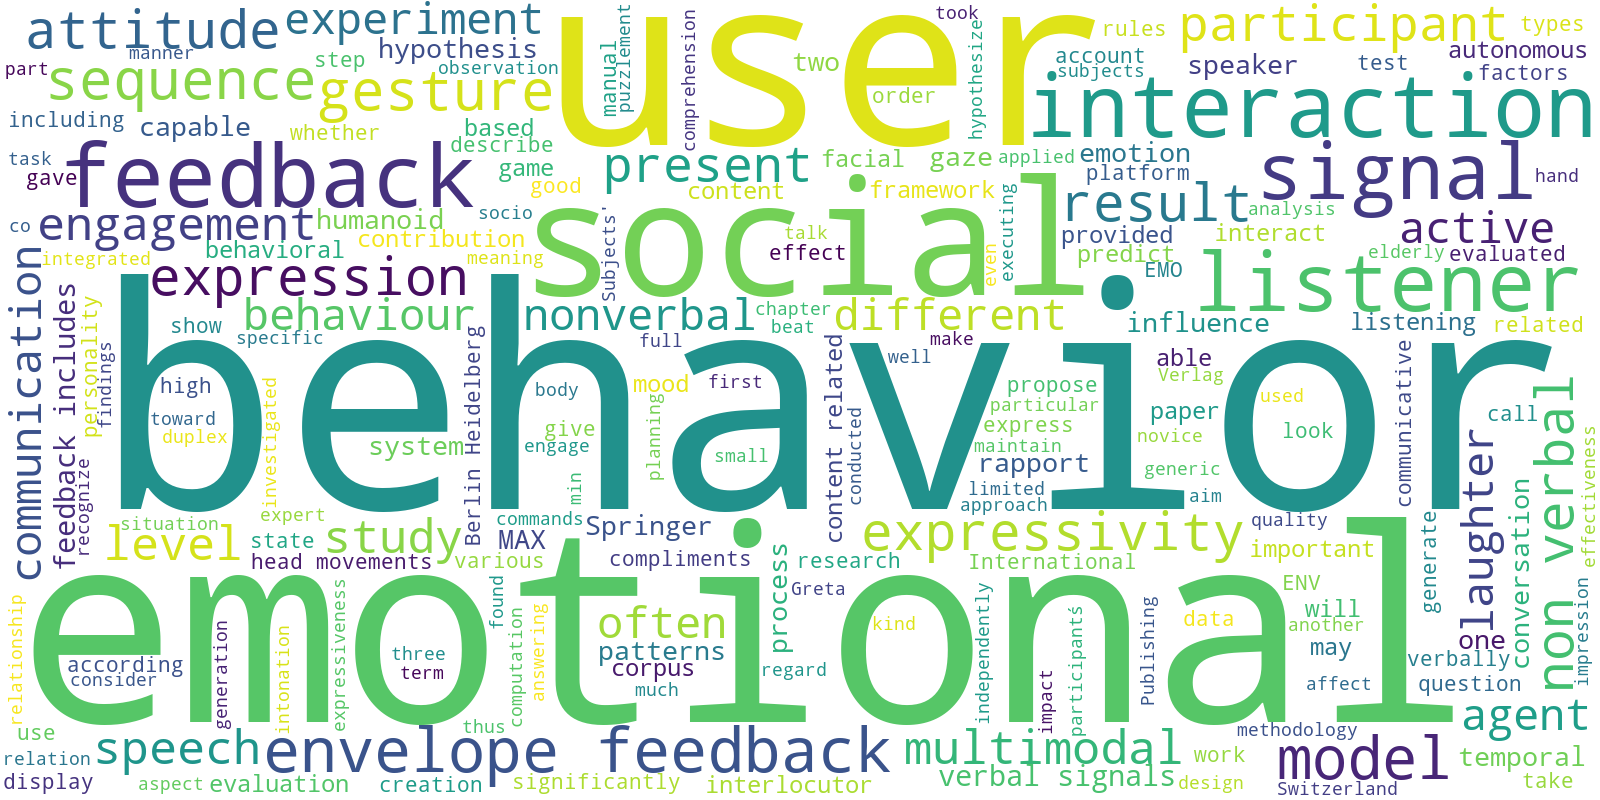 user
behavior
emotional
social
interaction
feedback
signal
listener
envelope feedback
attitude
experiment
participant
sequence
gesture
hypothesis
manner
part
step
observation
manual
puzzlement
comprehension
took
two
order
hypothesize
rules
types
account
subjects
speaker
test
autonomous
factors
including
capable
whether
based
describe
game
task
gave
good
present
facial
gaze
applied
emotion
platform
hand
content
framework
result
analysis
active
engagement
humanoid
socio
co
behavioral
contribution
meaning
integrated
Subjects'
talk
effect
even
executing
provided
interact
predict
EMO
elderly
evaluated
expression
communication
feedback includes
personality
findings
behaviour
nonverbal
chapter
beat
different
influence
listening
related
show
specific
full
make
high
toward
duplex
investigated
system
Berlin Heidelberg
body
give
engage
mood
planning
first
small
content related
conducted
well
able
Verlag
propose
particular
express
maintain
paper
novice
used
look
communicative
call
rapport
generic
limited
approach
aim
recognize
situation
expert
min
commands
level
state
study
MAX
Springer
head movements
various
compliments
process
research
Greta
expressivity
International
quality
important
ENV
generate
laughter
conversation
non verbal
effectiveness
impression
relationship
according
consider
generation
intonation
expressiveness
three
term
found
computation
answering
often
patterns
corpus
much
regard
kind
independently
impact
participantś
Publishing
data
will
another
may
affect
one
verbally
question
use
thus
methodology
agent
relation
display
speech
aspect
evaluation
creation
significantly
interlocutor
multimodal
verbal signals
work
design
model
Switzerland
temporal
take